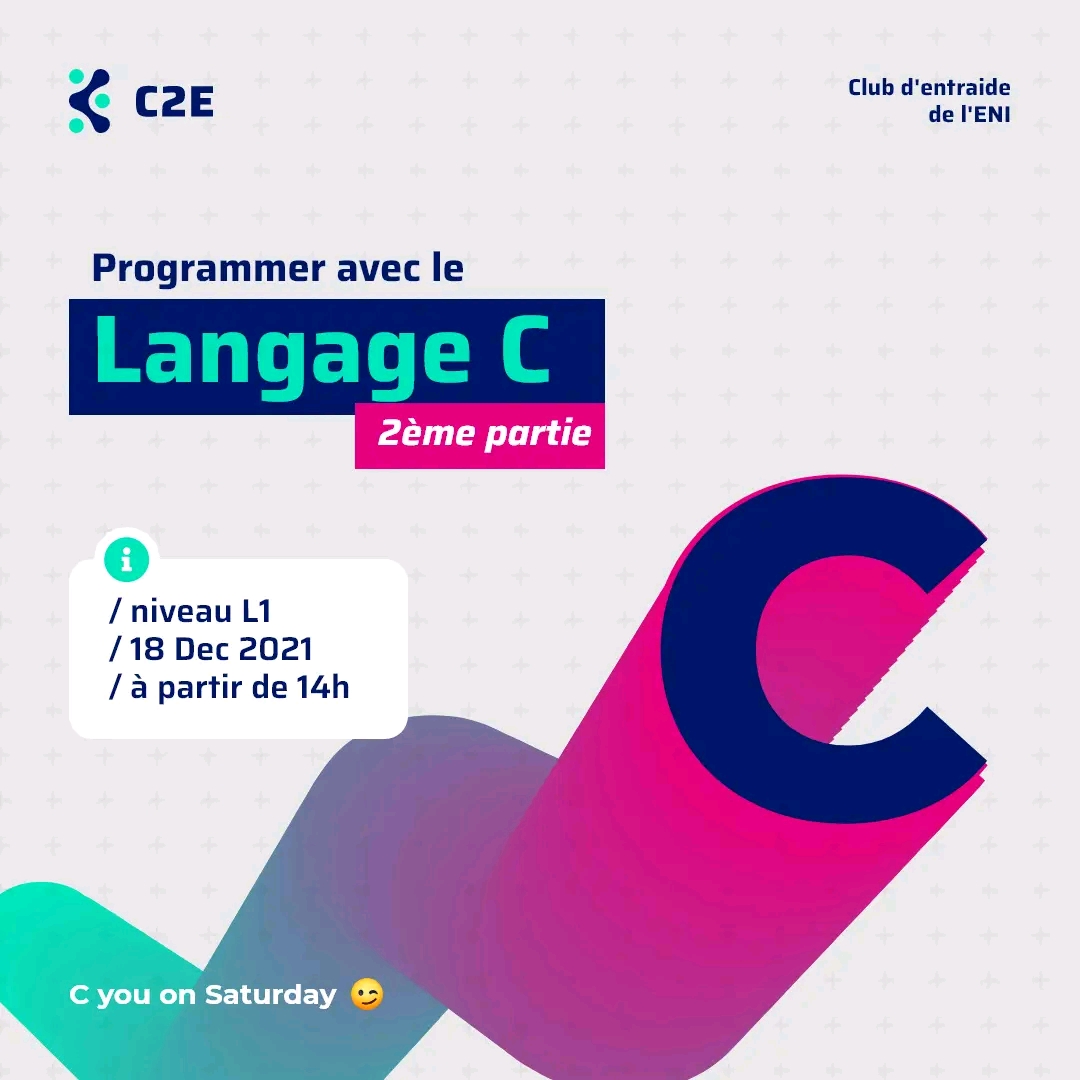 C2E
Club d'entraide
de l'ENI
Programmer avec le
Langage C
2ème partie
i
/ niveau L1
/ 18 Dec 2021
/ à partir de 14h
C
C you on Saturday 😉